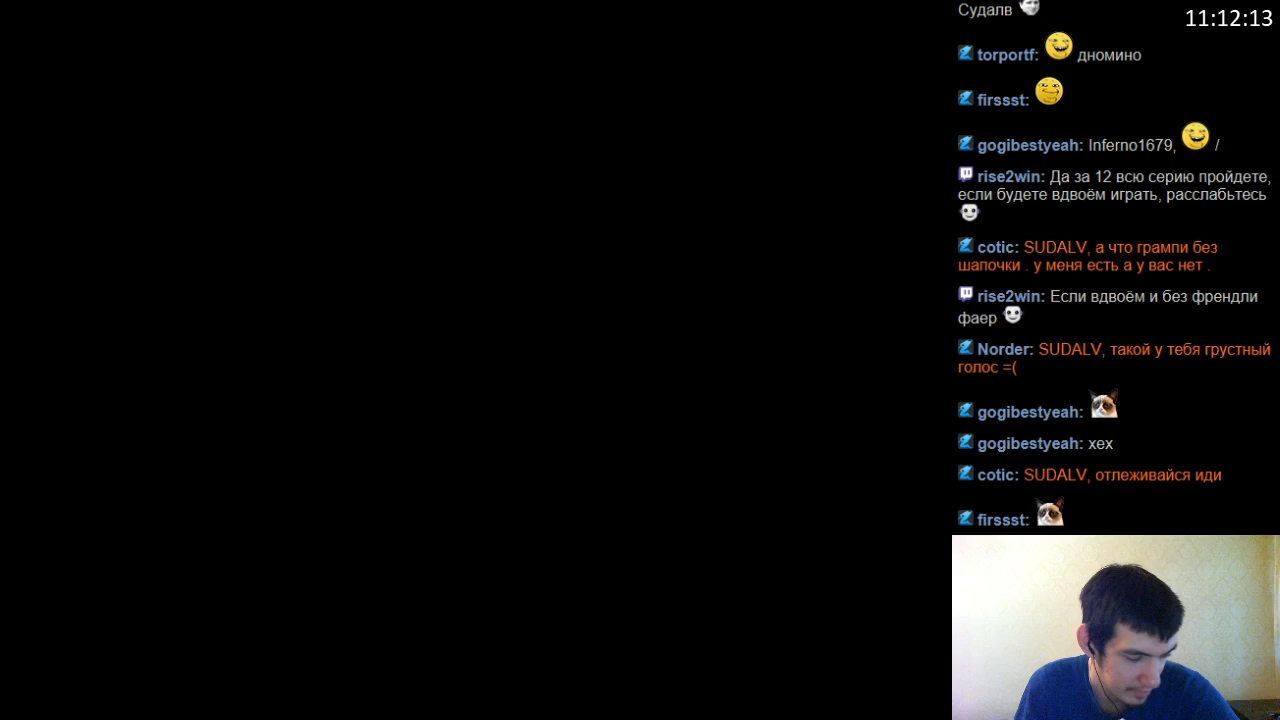 Судалв
11:12:13
torportf: дномино
firssst:
gogibestyeah: Inferno1679, /
rise2win: Да за 12 всю серию пройдете,
если будете вдвоём играть, расслабьтесь
cotic: SUDALV, а что грампи без
шапочки . у меня есть а у вас нет .
rise2win: Если вдвоём и без френдли
фаер
Norder: SUDALV, такой у тебя грустный
голос =(
gogibestyeah:
gogibestyeah: хех
cotic: SUDALV, отлеживайся иди
firssst: